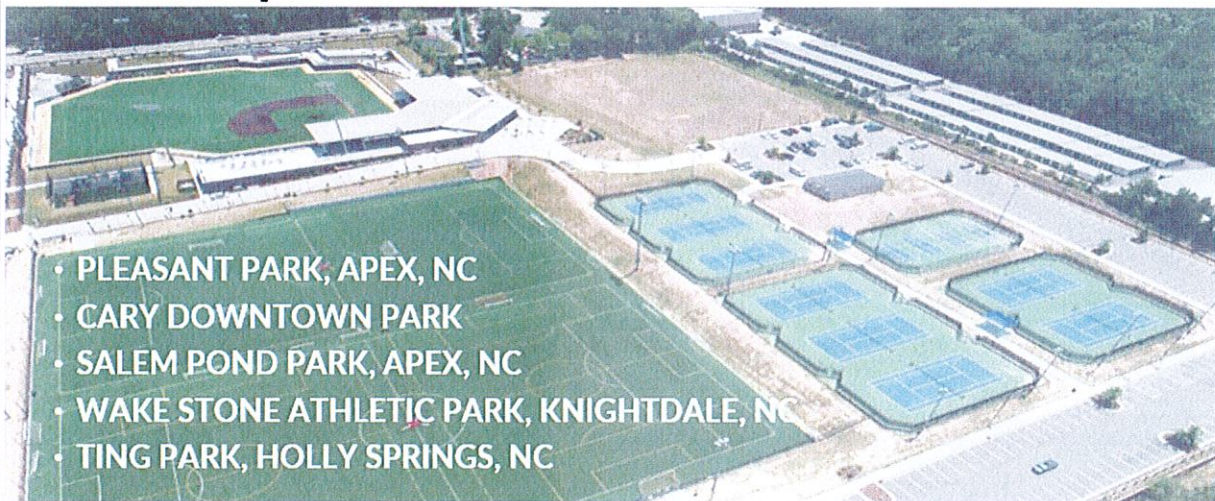 • PLEASANT PARK, APEX, NC
• CARY DOWNTOWN PARK
• SALEM POND PARK, APEX, NC
• WAKE STONE ATHLETIC PARK, KNIGHTDALE, NC
• TING PARK, HOLLY SPRINGS, NC